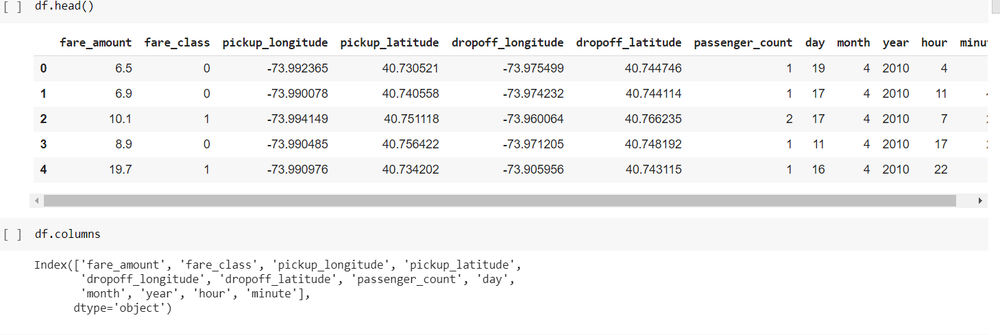 [ ] df.head()
fare_amount fare_class pickup_longitude pickup_latitude dropoff_longitude dropoff_latitude passenger_count day month year hour
0 6.5 0 -73.992365 40.730521 -73.975499 40.744746 1 19 4 2010 4
1 6.9 0 -73.990078 40.740558 -73.974232 40.744114 1 17 4 2010 11
2 10.1 1 -73.994149 40.751118 -73.960064 40.766235 2 17 4 2010 7
3 8.9 0 -73.990485 40.756422 -73.971205 40.748192 1 11 4 2010 17
4 19.7 1 -73.990976 40.734202 -73.905956 40.743115 1 16 4 2010 22
[ ] df.columns
Index(['fare_amount', 'fare_class', 'pickup_longitude', 'pickup_latitude',
'dropoff_longitude', 'dropoff_latitude', 'passenger_count', 'day',
'month', 'year', 'hour', 'minute'],
dtype='object')